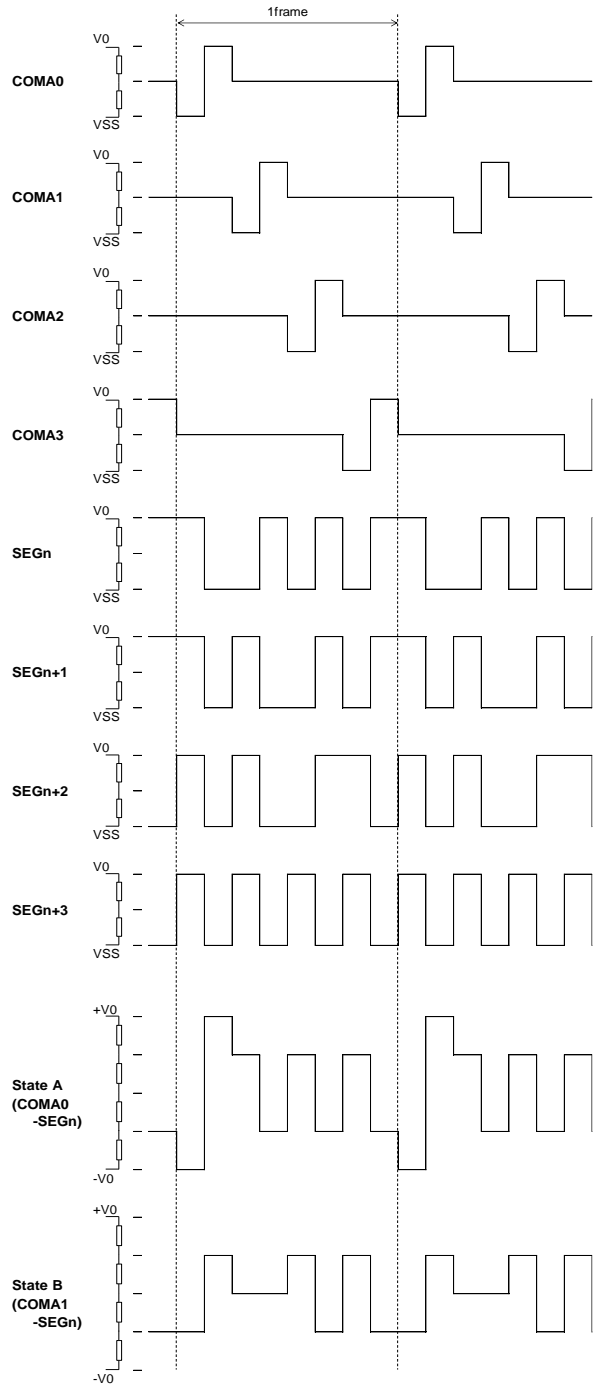 1frame
V0
COMA0
VSS
V0
COMA1
VSS
V0
COMA2
VSS
V0
COMA3
VSS
V0
SEGn
VSS
V0
SEGn+1
VSS
V0
SEGn+2
VSS
V0
SEGn+3
VSS
+V0
State A
(COMA0
-SEGn)
-V0
+V0
State B
(COMA1
-SEGn)
-V0